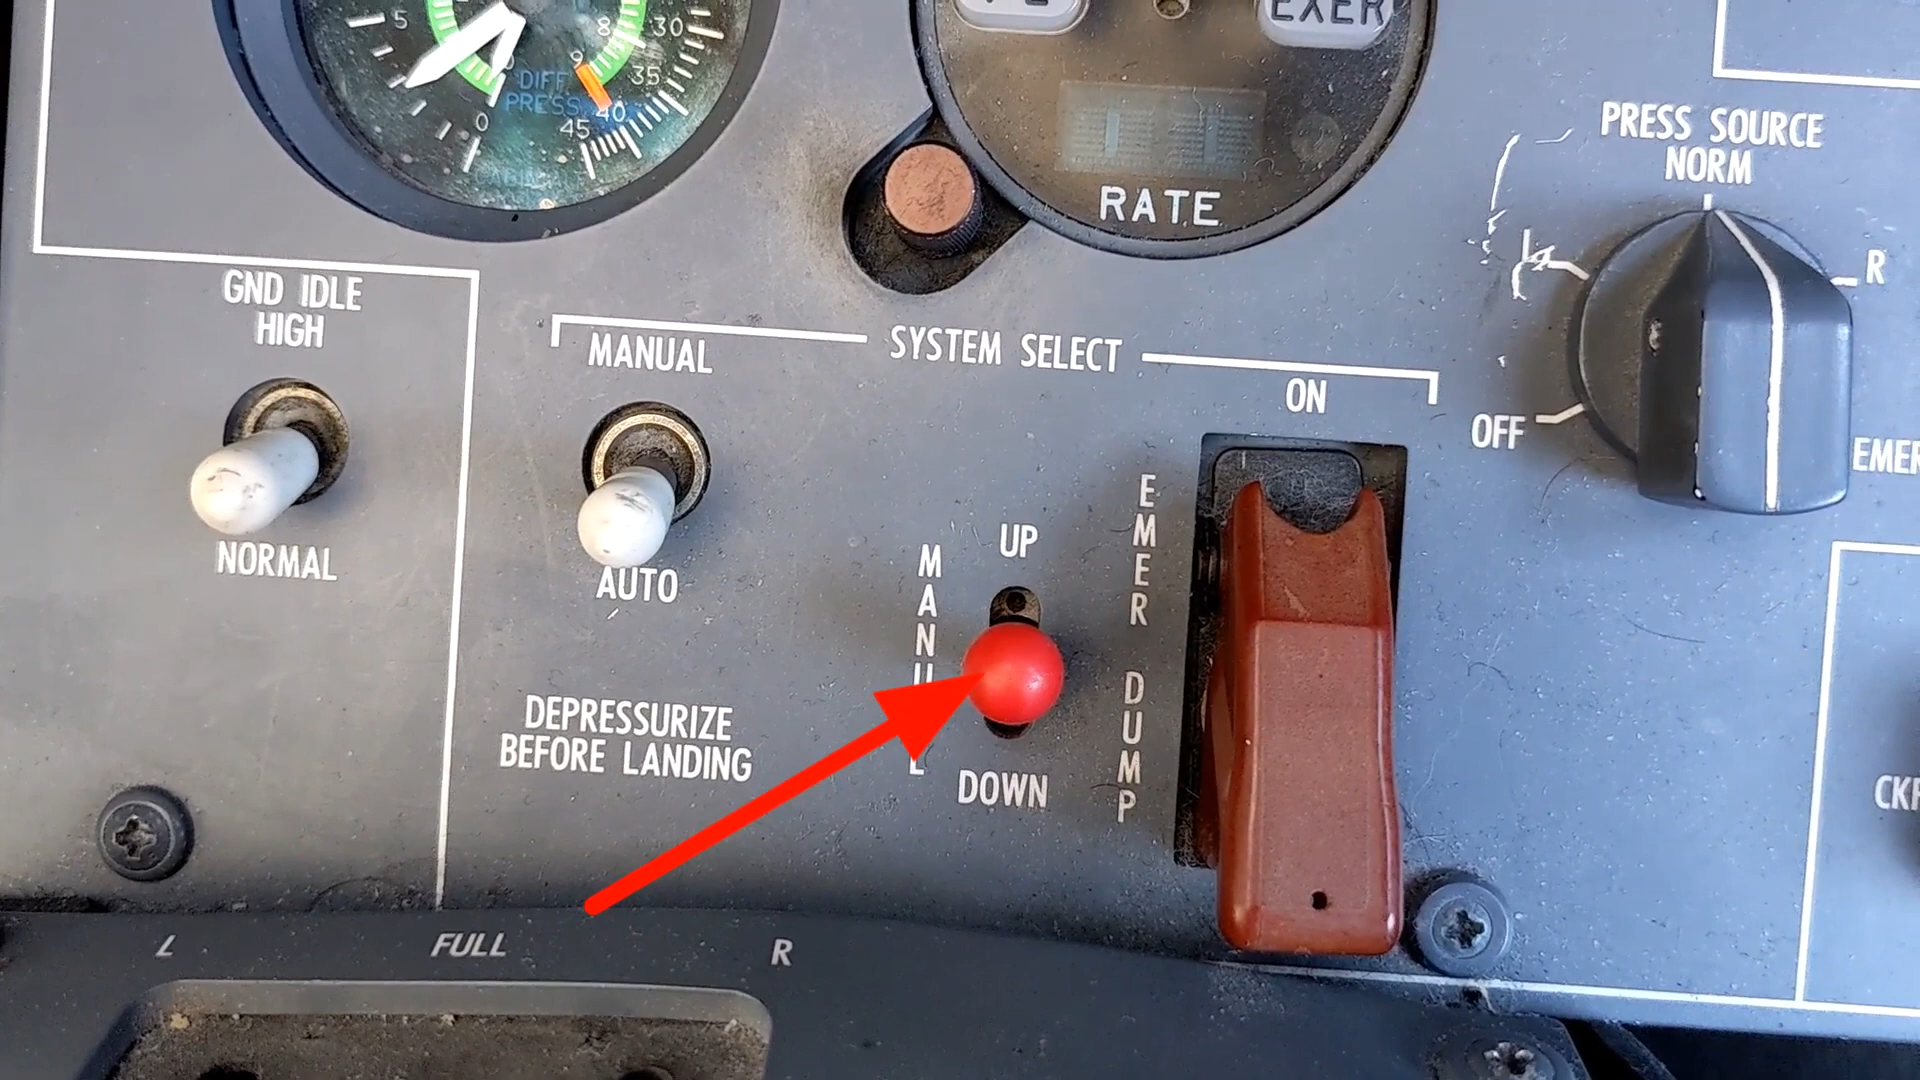 5
8
30
9
35
DIFF
PRESS
0
45
40
EXER
RATE
PRESS SOURCE
NORM
R
OFF
EMER
GND IDLE
HIGH
NORMAL
SYSTEM SELECT
MANUAL
AUTO
DEPRESSURIZE
BEFORE LANDING
UP
DOWN
ON
EMER DUMP
L
FULL
R